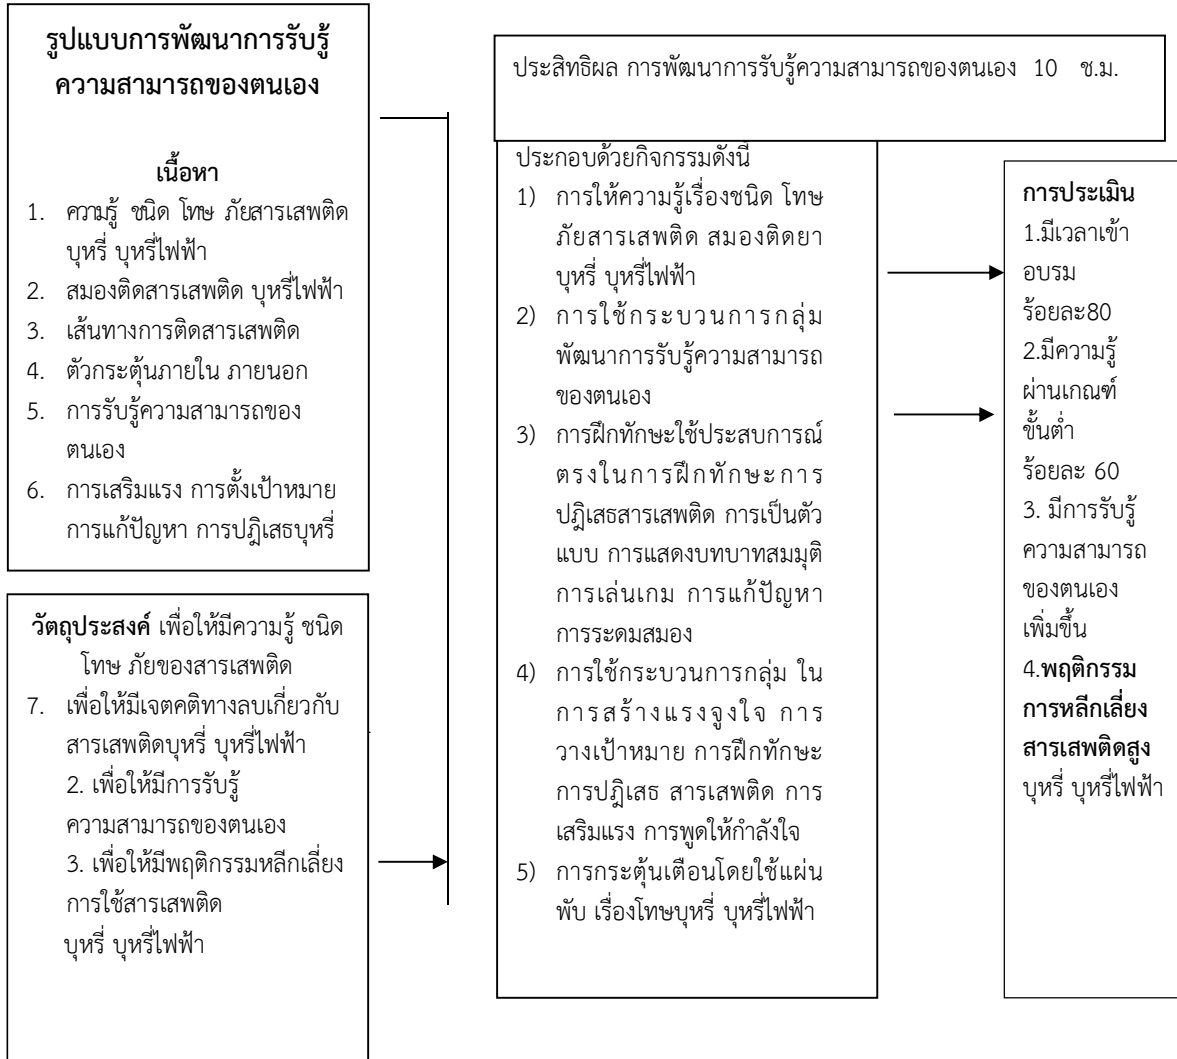 รูปแบบการพัฒนาการรับรู้
ความสามารถของตนเอง
เนื้อหา
1. ความรู้ ชนิด โทษ ภัยสารเสพติด
บุหรี่ บุหรี่ไฟฟ้า
2. สมองติดสารเสพติด บุหรี่ไฟฟ้า
3. เส้นทางการติดสารเสพติด
4. ตัวกระตุ้นภายใน ภายนอก
5. การรับรู้ความสามารถของ
ตนเอง
6. การเสริมแรง การตั้งเป้าหมาย
การแก้ปัญหา การปฎิเสธบุหรี่
วัตถุประสงค์ เพื่อให้มีความรู้ ชนิด
โทษ ภัยของสารเสพติด
7. เพื่อให้มีเจตคติทางลบเกี่ยวกับ
สารเสพติดบุหรี่ บุหรี่ไฟฟ้า
2. เพื่อให้มีการรับรู้
ความสามารถของตนเอง
3. เพื่อให้มีพฤติกรรมหลีกเลี่ยง
การใช้สารเสพติด
บุหรี่ บุหรี่ไฟฟ้า
ประสิทธิผล การพัฒนาการรับรู้ความสามารถของตนเอง 10 ช.ม.
ประกอบด้วยกิจกรรมดังนี้
1) การให้ความรู้เรื่องชนิด โทษ
ภัยสารเสพติด สมองติดยา
บุหรี่ บุหรี่ไฟฟ้า
2) การใช้กระบวนการกลุ่ม
พัฒนาการรับรู้ความสามารถ
ของตนเอง
3) การฝึกทักษะใช้ประสบการณ์
ตรงในการฝึกทักษะการ
ปฎิเสธสารเสพติด การเป็นตัว
แบบ การแสดงบทบาทสมมุติ
การเล่นเกม การแก้ปัญหา
การระดมสมอง
4) การใช้กระบวนการกลุ่ม ใน
การสร้างแรงจูงใจ การ
วางเป้าหมาย การฝึกทักษะ
การปฎิเสธ สารเสพติด การ
เสริมแรง การพูดให้กำลังใจ
5) การกระตุ้นเตือนโดยใช้แผ่น
พับ เรื่องโทษบุหรี่ บุหรี่ไฟฟ้า
การประเมิน
1.มีเวลาเข้า
อบรม
ร้อยละ80
2.มีความรู้
ผ่านเกณฑ์
ขั้นต่ำ
ร้อยละ 60
3. มีการรับรู้
ความสามารถ
ของตนเอง
เพิ่มขึ้น
4.พฤติกรรม
การหลีกเลี่ยง
สารเสพติดสูง
บุหรี่ บุหรี่ไฟฟ้า